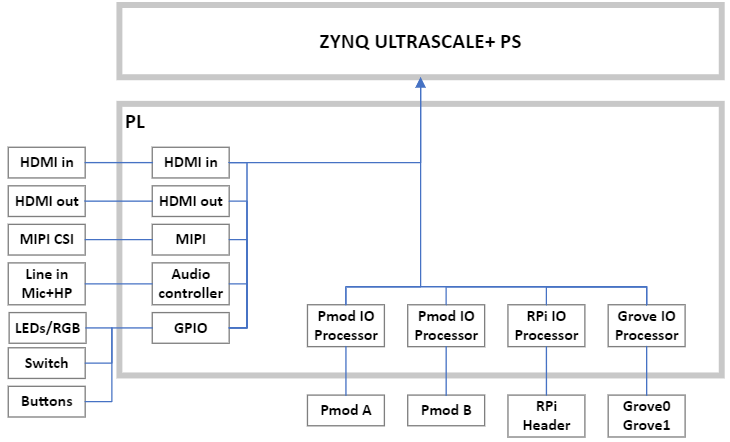 ZYNQ ULTRASCALE+ PS
PL
HDMI in
HDMI in
HDMI out
HDMI out
MIPI CSI
MIPI
Line in
Mic+HP
Audio
controller
LEDs/RGB
GPIO
Switch
Buttons
Pmod IO
Processor
Pmod IO
Processor
RPi IO
Processor
Grove IO
Processor
Pmod A
Pmod B
RPi
Header
Grove0
Grove1